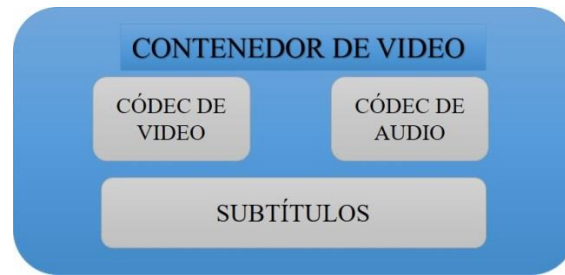 CONTENEDOR DE VIDEO
CÓDEC DE
VIDEO
CÓDEC DE
AUDIO
SUBTÍTULOS